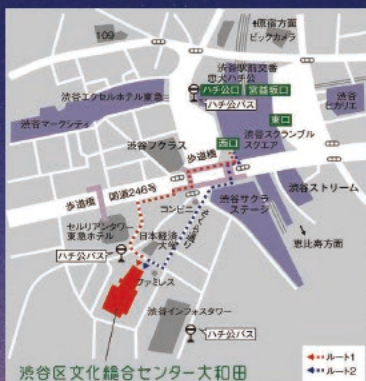 ↑原宿方面
ビックカメラ
109
渋谷駅前交番
忠犬ハチ公
ハチ公口
宮益坂口
ハチ公バス
渋谷エクセルホテル東急
渋谷ヒカリエ
東口
渋谷マークシティ
渋谷フクラス
西口
渋谷スクランブル
スクエア
歩道橋
歩道橋
国道246号
渋谷ストリーム
渋谷サクラ
ステージ
コンビニ
さくら通り
セルリアンタワー
東急ホテル
日本経済
大学
恵比寿方面
ハチ公バス
ファミレス
渋谷インフォスタワー
ハチ公バス
渋谷区文化総合センター大和田
ルート1
ルート2